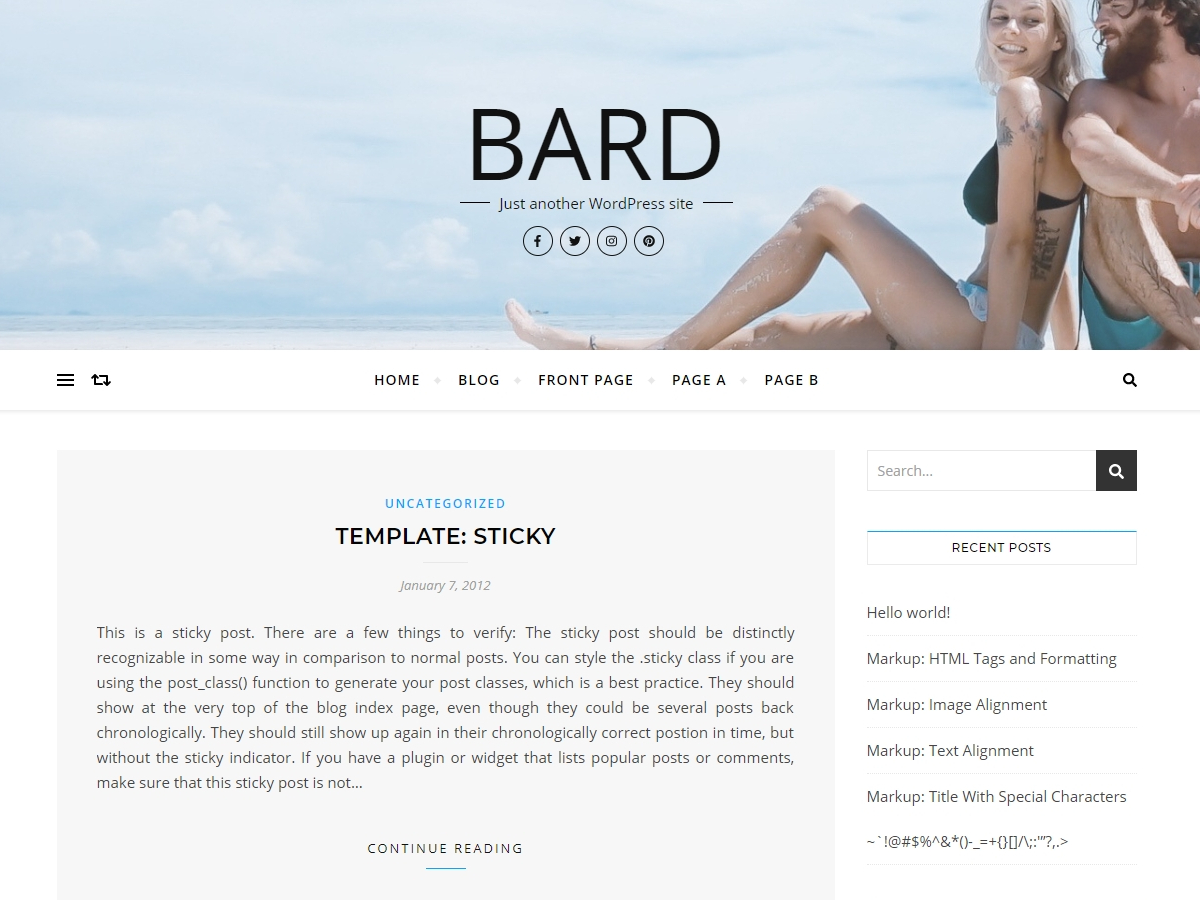 BARD
Just another WordPress site
HOME
BLOG
FRONT PAGE
PAGE A
PAGE B
UNCATEGORIZED
TEMPLATE: STICKY
January 7, 2012
This is a sticky post. There are a few things to verify: The sticky post should be distinctly
recognizable in some way in comparison to normal posts. You can style the .sticky class if you are
using the post_class() function to generate your post classes, which is a best practice. They should
show at the very top of the blog index page, even though they could be several posts back
chronologically. They should still show up again in their chronologically correct postion in time, but
without the sticky indicator. If you have a plugin or widget that lists popular posts or comments,
make sure that this sticky post is not…
CONTINUE READING
Search...
RECENT POSTS
Hello world!
Markup: HTML Tags and Formatting
Markup: Image Alignment
Markup: Text Alignment
Markup: Title With Special Characters
~`!@#$%^&*()-_=+{}[]/\;:'"?,.>